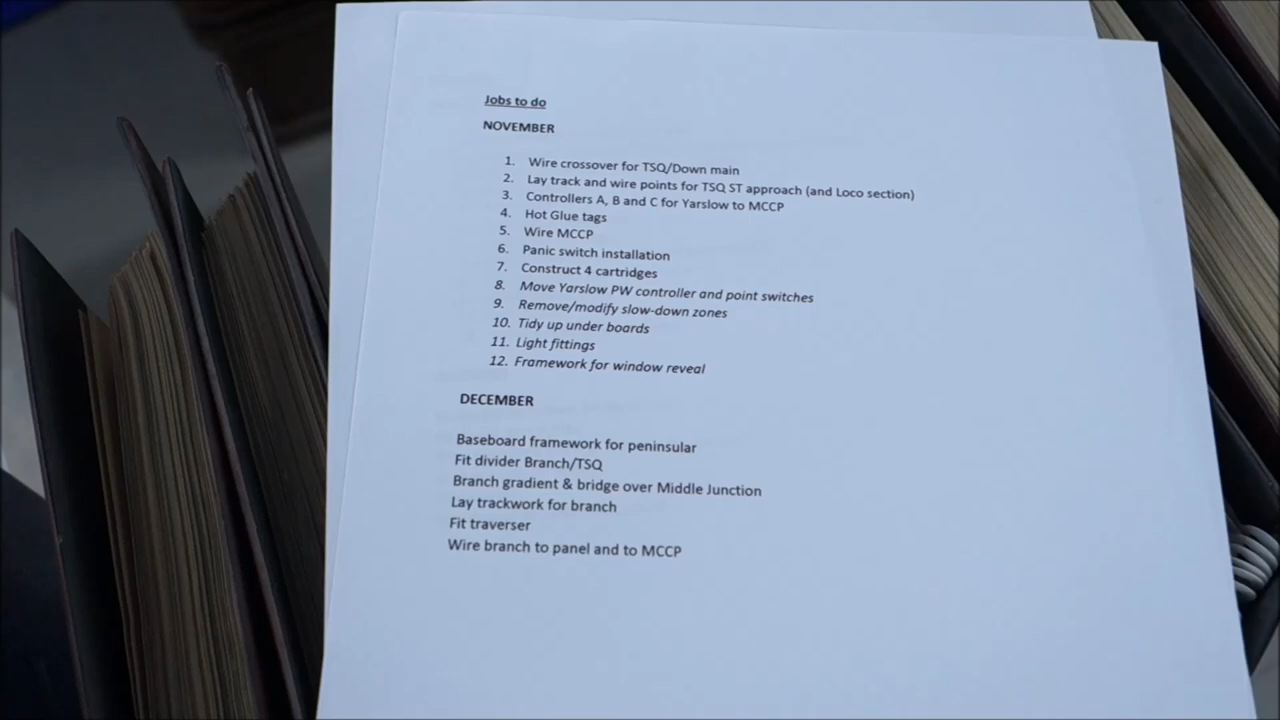 Jobs to do
NOVEMBER
1. Wire crossover for TSQ/Down main
2. Lay track and wire points for TSQ ST approach (and Loco section)
3. Controllers A, B and C for Yarslow to MCCP
4. Hot Glue tags
5. Wire MCCP
6. Panic switch installation
7. Construct 4 cartridges
8. Move Yarslow PW controller and point switches
9. Remove/modify slow-down zones
10. Tidy up under boards
11. Light fittings
12. Framework for window reveal
DECEMBER
Baseboard framework for peninsular
Fit divider Branch/TSQ
Branch gradient & bridge over Middle Junction
Lay trackwork for branch
Fit traverser
Wire branch to panel and to MCCP